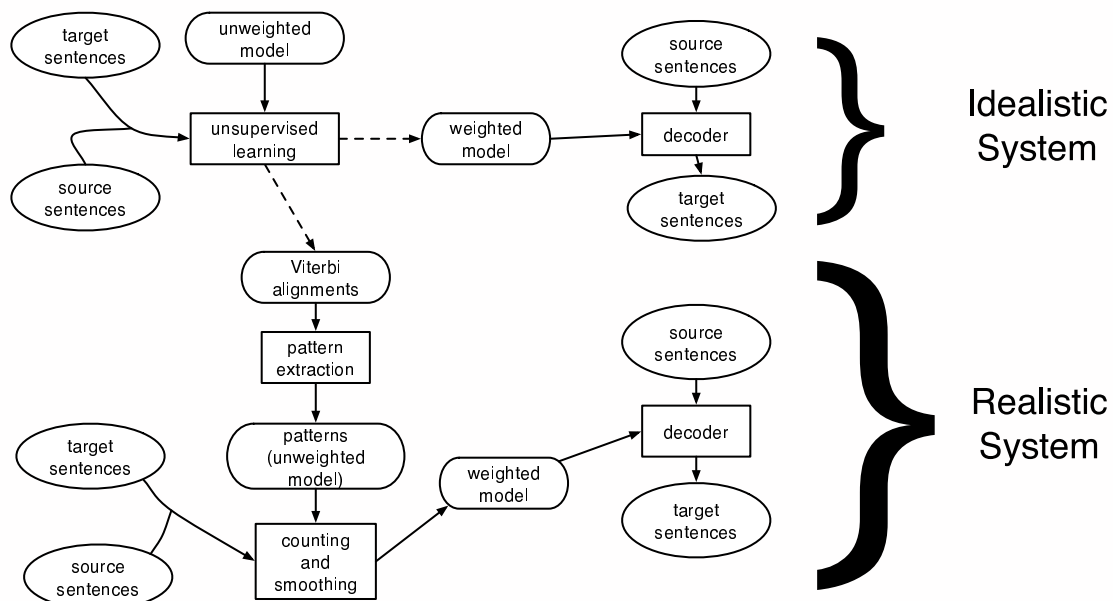 target
sentences
unweighted
model
source
sentences
unsupervised
learning
weighted
model
decoder
source
sentences
target
sentences
Idealistic
System
Viterbi
alignments
pattern
extraction
source
sentences
target
sentences
patterns
(unweighted
model)
weighted
model
decoder
source
sentences
counting
and
smoothing
target
sentences
Realistic
System